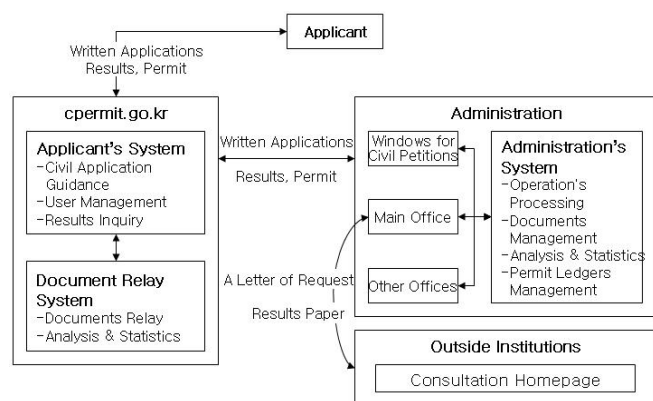 Applicant
Written Applications
Results, Permit
cpermit.go.kr
Applicant's System
-Civil Application
Guidance
-User Management
-Results Inquiry
Document Relay
System
-Documents Relay
-Analysis & Statistics
Written Applications
Results, Permit
Administration
Windows for
Civil Petitions
Main Office
Other Offices
Administration's
System
-Operation's
Processing
-Documents
Management
-Analysis & Statistics
-Permit Ledgers
Management
A Letter of Request
Results Paper
Outside Institutions
Consultation Homepage